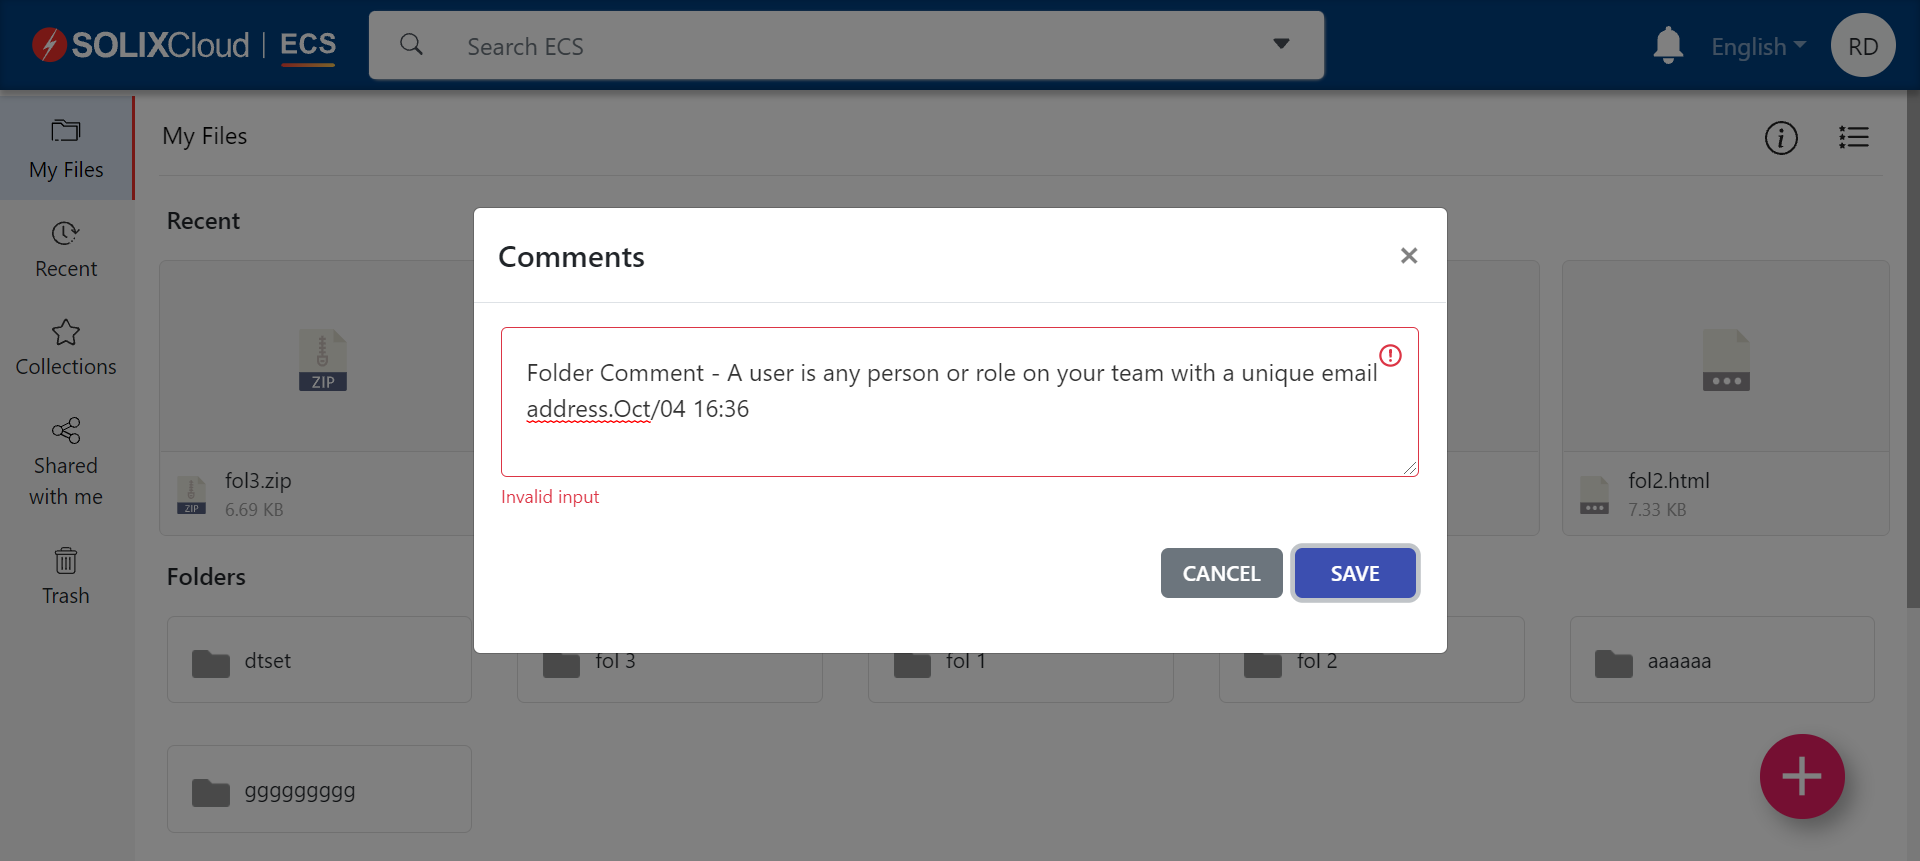 SOLIXCloud | ECS
Search ECS
English
RD
My Files
Recent
Collections
Shared
with me
Trash
My Files
Recent
ZIP
ZIP
fol3.zip
6.69 KB
fol2.html
7.33 KB
Folders
dtset
fol 3
fol 1
fol 2
aaaaaa
ggggggggg
Comments
Folder Comment - A user is any person or role on your team with a unique email
address.Oct/04 16:36
Invalid input
CANCEL
SAVE